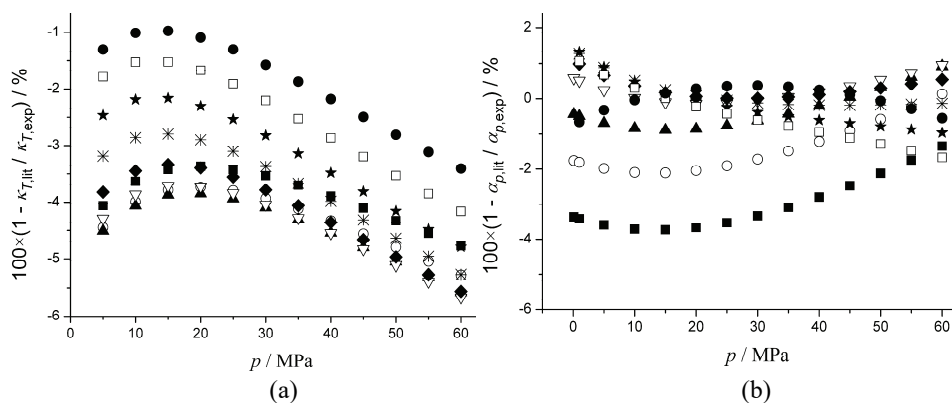 100×(1 - κT,lit / κT,exp) / %
-1
-2
-3
-4
-5
-6
0 10 20 30 40 50 60
p / MPa
(a)
100×(1 - αp,lit / αp,exp) / %
2
0
-2
-4
-6
0 10 20 30 40 50 60
p / MPa
(b)